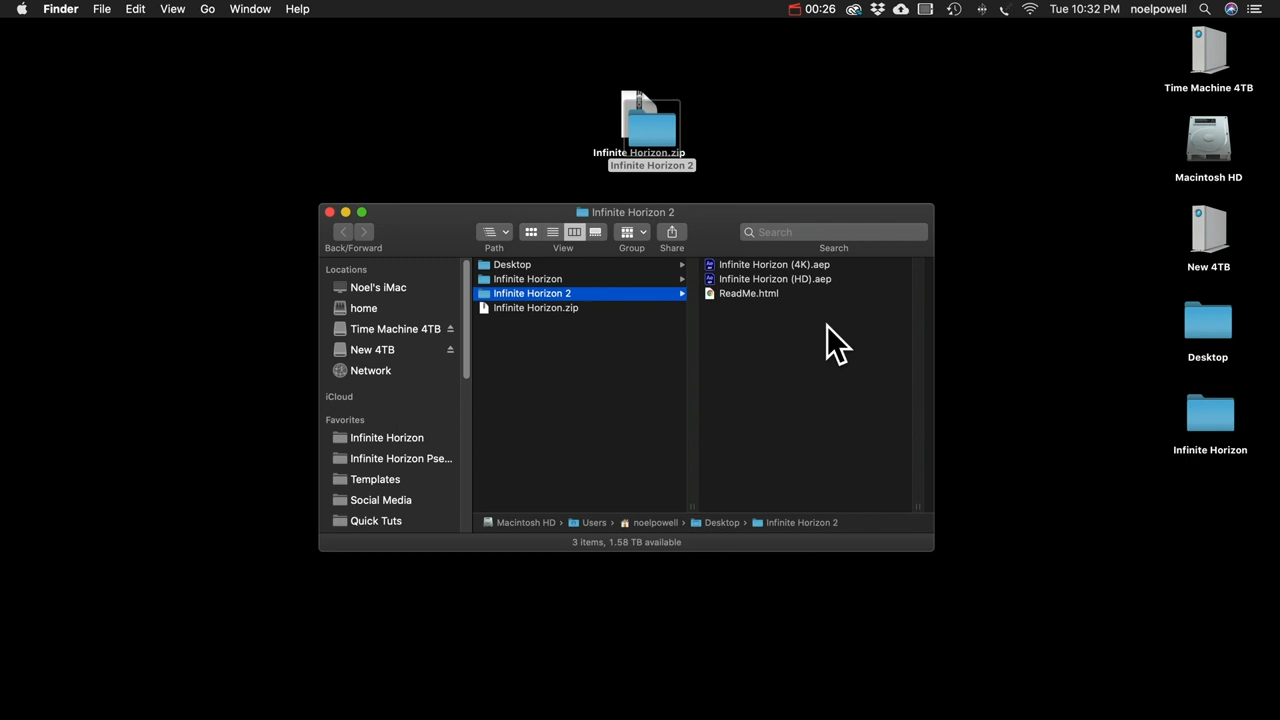 Finder File Edit View Go Window Help 00:26 Tue 10:32 PM noelpowell
Time Machine 4TB
Macintosh HD
New 4TB
Desktop
Infinite Horizon
Infinite Horizon.zip
Infinite Horizon 2
Infinite Horizon 2
Search
Back/Forward Path View Group Share Search
Locations
Noel's iMac
home
Time Machine 4TB
New 4TB
Network
iCloud
Favorites
Infinite Horizon
Infinite Horizon Pse...
Templates
Social Media
Quick Tuts
Desktop
Infinite Horizon
Infinite Horizon 2
Infinite Horizon.zip
Infinite Horizon (4K).aep
Infinite Horizon (HD).aep
ReadMe.html
Macintosh HD › Users › noelpowell › Desktop › Infinite Horizon 2
3 items, 1.58 TB available